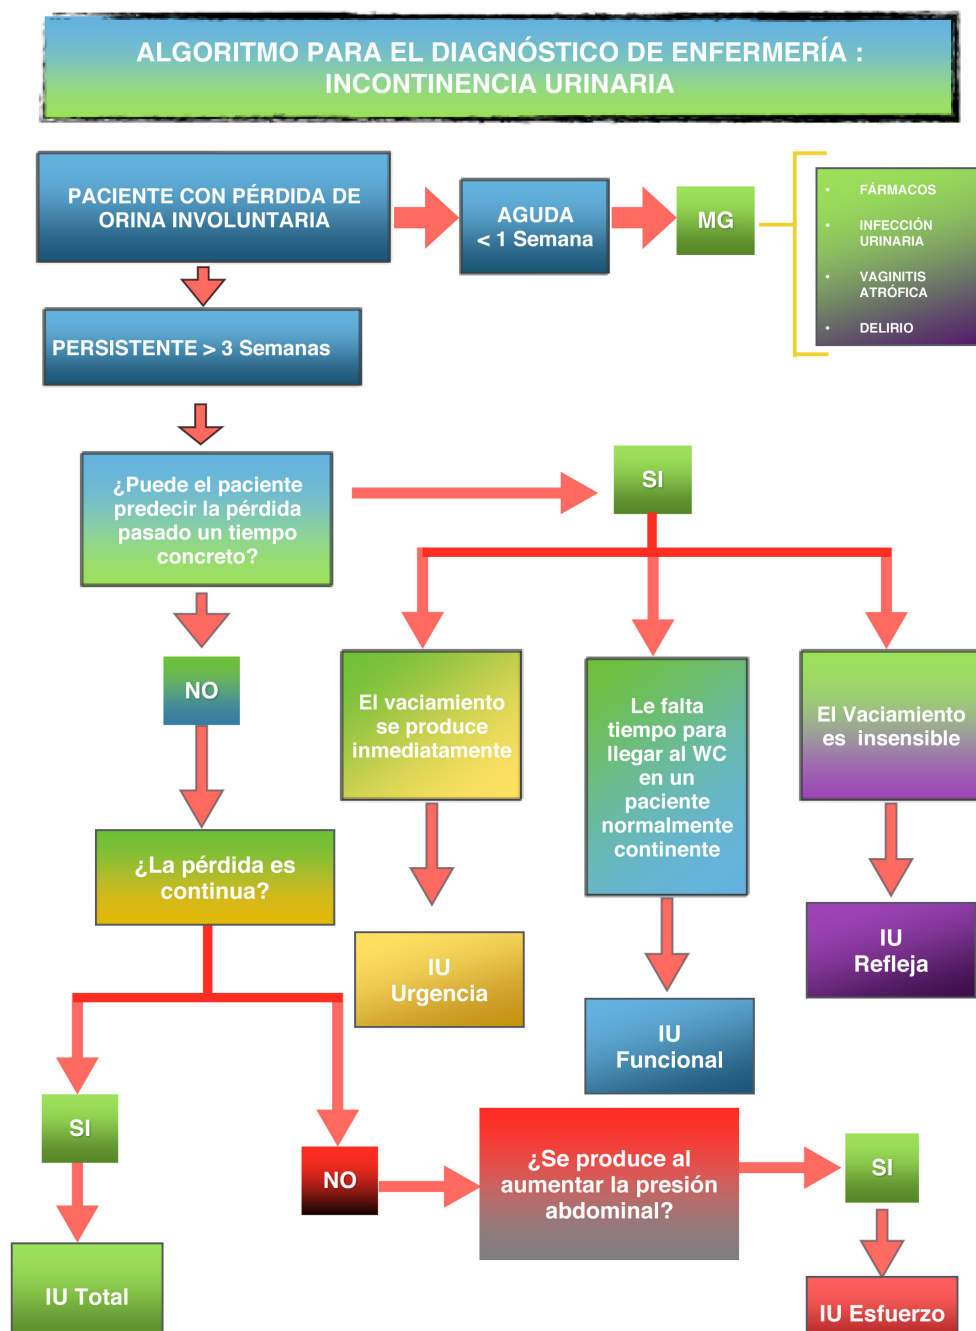 ALGORITMO PARA EL DIAGNÓSTICO DE ENFERMERÍA :
INCONTINENCIA URINARIA
PACIENTE CON PÉRDIDA DE
ORINA INVOLUNTARIA
AGUDA
< 1 Semana
MG
• FÁRMACOS
• INFECCIÓN
URINARIA
• VAGINITIS
ATRÓFICA
• DELIRIO
PERSISTENTE > 3 Semanas
¿Puede el paciente
predecir la pérdida
pasado un tiempo
concreto?
SI
NO
El vaciamiento
se produce
inmediatamente
Le falta
tiempo para
llegar al WC
en un
paciente
normalmente
continente
El Vaciamiento
es insensible
¿La pérdida es
continua?
IU
Urgencia
IU
Funcional
IU
Refleja
SI
NO
¿Se produce al
aumentar la presión
abdominal?
SI
IU Total
IU Esfuerzo